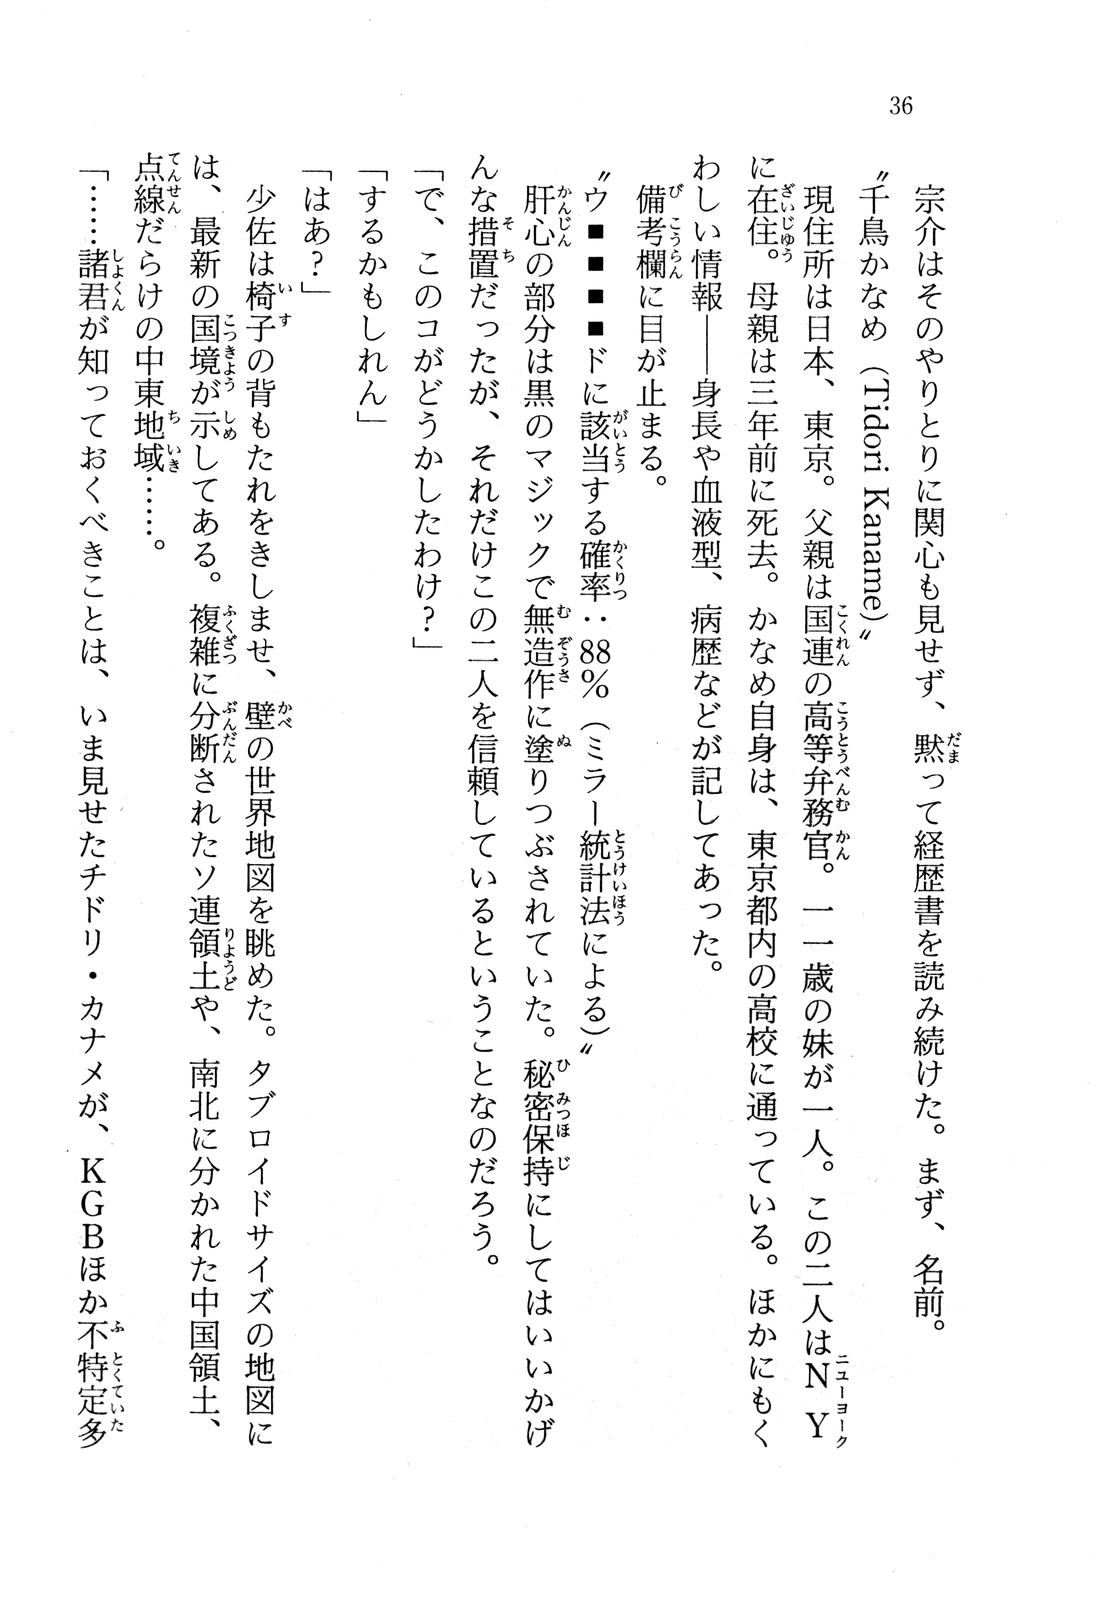 36
宗介はそのやりとりに関心も見せず、黙って経歴書を読み続けた。まず、名前。
〝千鳥かなめ（Tidori Kaname）〟
現住所は日本、東京。父親は国連の高等弁務官。一一歳の妹が一人。この二人はNY
に在住。母親は三年前に死去。かなめ自身は、東京都内の高校に通っている。ほかにもく
わしい情報――身長や血液型、病歴などが記してあった。
備考欄に目が止まる。
〝ウ■■■■ドに該当する確率：88％（ミラー統計法による）〟
肝心の部分は黒のマジックで無造作に塗りつぶされていた。秘密保持にしてはいいかげ
んな措置だったが、それだけこの二人を信頼しているということなのだろう。
「で、このコがどうかしたわけ？」
「するかもしれん」
「はあ？」
少佐は椅子の背もたれをきしませ、壁の世界地図を眺めた。タブロイドサイズの地図に
は、最新の国境が示してある。複雑に分断されたソ連領土や、南北に分かれた中国領土、
点線だらけの中東地域……。
「……諸君が知っておくべきことは、いま見せたチドリ・カナメが、KGBほか不特定多